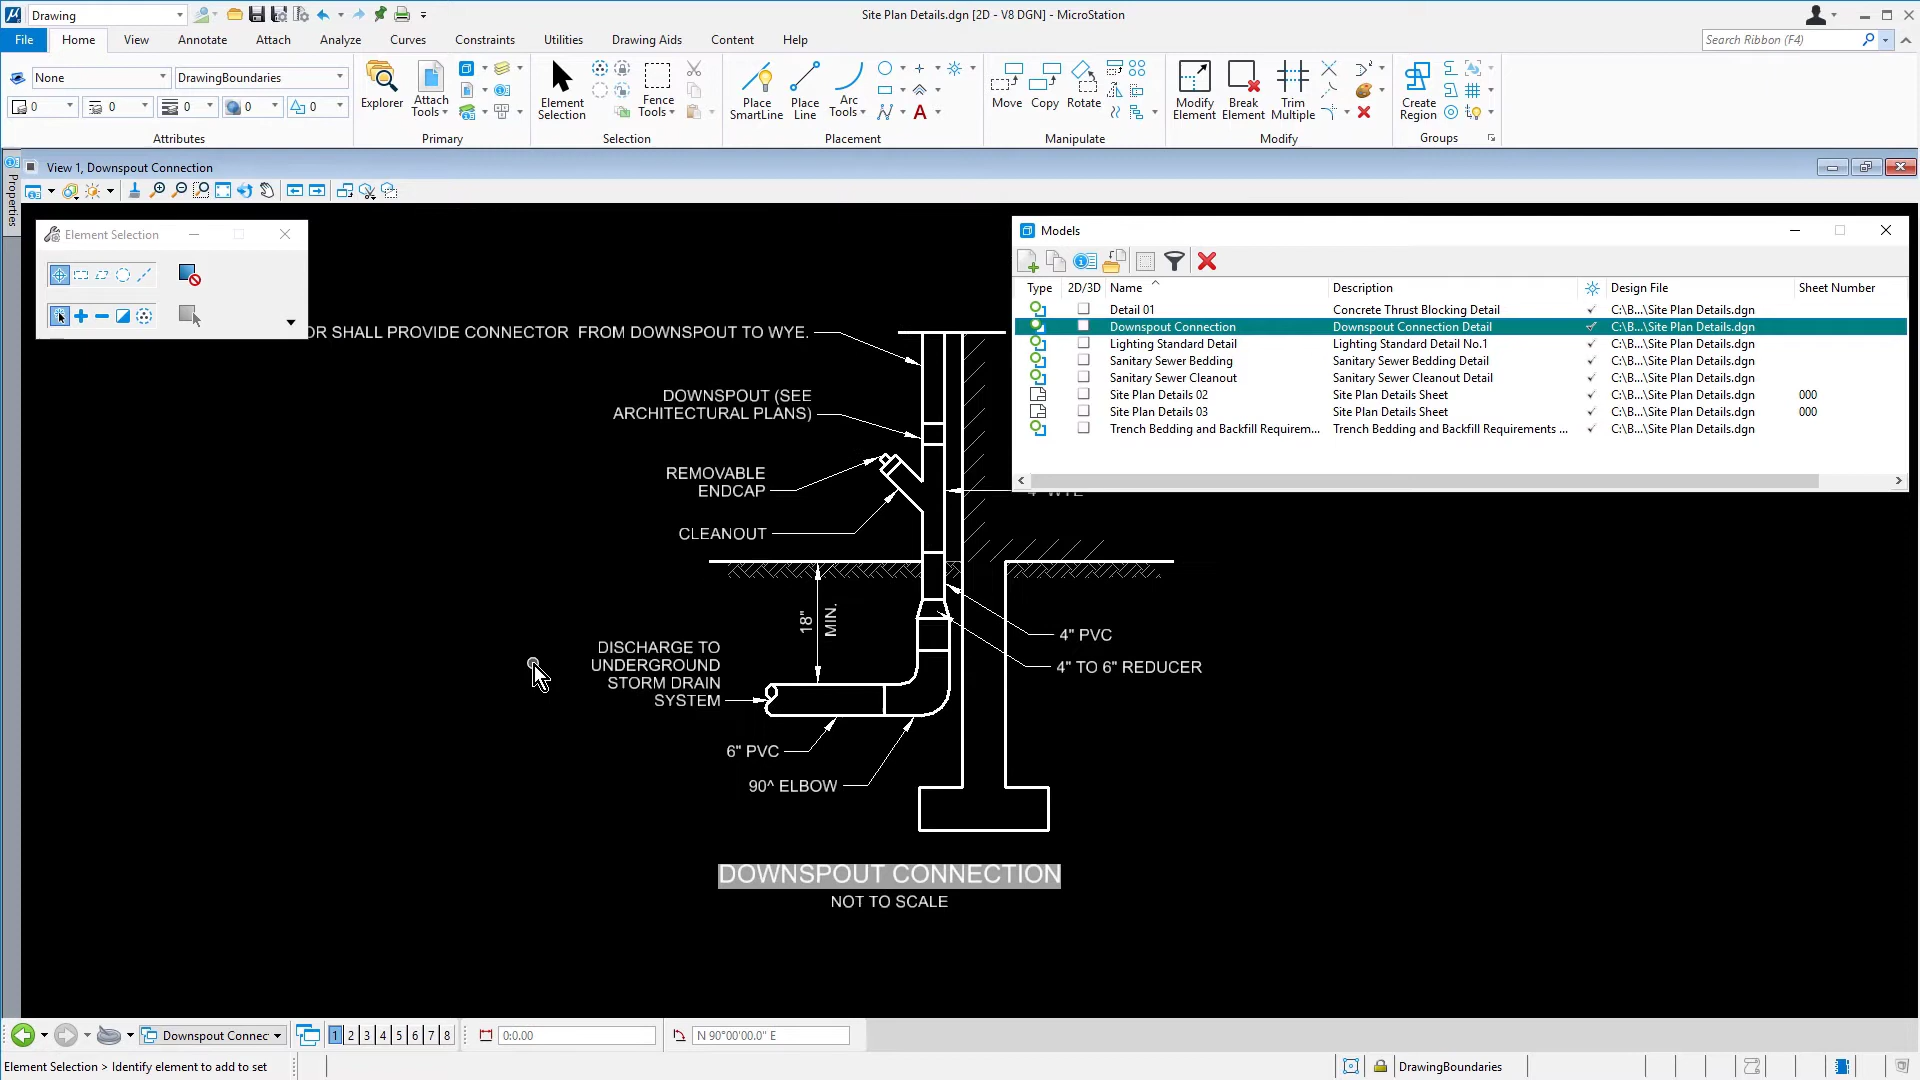 Drawing
Site Plan Details.dgn [2D - V8 DGN] - MicroStation
File
Home
View
Annotate
Attach
Analyze
Curves
Constraints
Utilities
Drawing Aids
Content
Help
Search Ribbon (F4)
None
DrawingBoundaries
0
0
0
0
0
Explorer
Attach
Tools
Element
Selection
Fence
Tools
Place
SmartLine
Place
Line
Arc
Tools
Move
Copy
Rotate
Modify
Element
Break
Element
Trim
Multiple
Create
Region
Attributes
Primary
Selection
Placement
Manipulate
Modify
Groups
View 1, Downspout Connection
Properties
Element Selection
Models
Type
2D/3D
Name
Description
Design File
Sheet Number
Detail 01
Concrete Thrust Blocking Detail
C:\B...\Site Plan Details.dgn
Downspout Connection
Downspout Connection Detail
C:\B...\Site Plan Details.dgn
Lighting Standard Detail
Lighting Standard Detail No.1
C:\B...\Site Plan Details.dgn
Sanitary Sewer Bedding
Sanitary Sewer Bedding Detail
C:\B...\Site Plan Details.dgn
Sanitary Sewer Cleanout
Sanitary Sewer Cleanout Detail
C:\B...\Site Plan Details.dgn
Site Plan Details 02
Site Plan Details Sheet
C:\B...\Site Plan Details.dgn
000
Site Plan Details 03
Site Plan Details Sheet
C:\B...\Site Plan Details.dgn
000
Trench Bedding and Backfill Requirem...
Trench Bedding and Backfill Requirements ...
C:\B...\Site Plan Details.dgn
OR SHALL PROVIDE CONNECTOR FROM DOWNSPOUT TO WYE.
DOWNSPOUT (SEE
ARCHITECTURAL PLANS)
REMOVABLE
ENDCAP
4" WYE
CLEANOUT
18"
MIN.
4" PVC
4" TO 6" REDUCER
DISCHARGE TO
UNDERGROUND
STORM DRAIN
SYSTEM
6" PVC
90^ ELBOW
DOWNSPOUT CONNECTION
NOT TO SCALE
Downspout Connec
1
2
3
4
5
6
7
8
0:0.00
N 90°00'00.0" E
Element Selection > Identify element to add to set
DrawingBoundaries